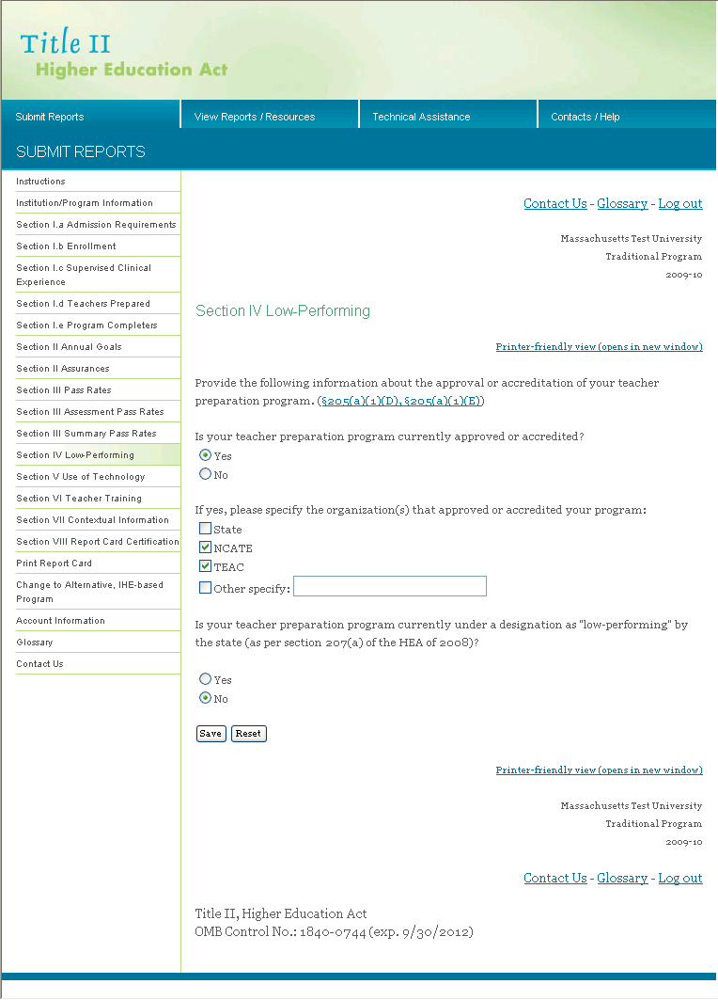 Title II
Higher Education Act
Submit Reports
View Reports / Resources
Technical Assistance
Contacts / Help
SUBMIT REPORTS
Instructions
Institution/Program Information
Section I.a Admission Requirements
Section I.b Enrollment
Section I.c Supervised Clinical
Experience
Section I.d Teachers Prepared
Section I.e Program Completers
Section II Annual Goals
Section II Assurances
Section III Pass Rates
Section III Assessment Pass Rates
Section III Summary Pass Rates
Section IV Low-Performing
Section V Use of Technology
Section VI Teacher Training
Section VII Contextual Information
Section VIII Report Card Certification
Print Report Card
Change to Alternative, IHE-based
Program
Account Information
Glossary
Contact Us
Contact Us - Glossary - Log out
Massachusetts Test University
Traditional Program
2009-10
Section IV Low-Performing
Printer-friendly view (opens in new window)
Provide the following information about the approval or accreditation of your teacher
preparation program. (§205(a)(1)(D), §205(a)(1)(E))
Is your teacher preparation program currently approved or accredited?
Yes
No
If yes, please specify the organization(s) that approved or accredited your program:
State
NCATE
TEAC
Other specify:
Is your teacher preparation program currently under a designation as "low-performing" by
the state (as per section 207(a) of the HEA of 2008)?
Yes
No
Save Reset
Printer-friendly view (opens in new window)
Massachusetts Test University
Traditional Program
2009-10
Contact Us - Glossary - Log out
Title II, Higher Education Act
OMB Control No.: 1840-0744 (exp. 9/30/2012)